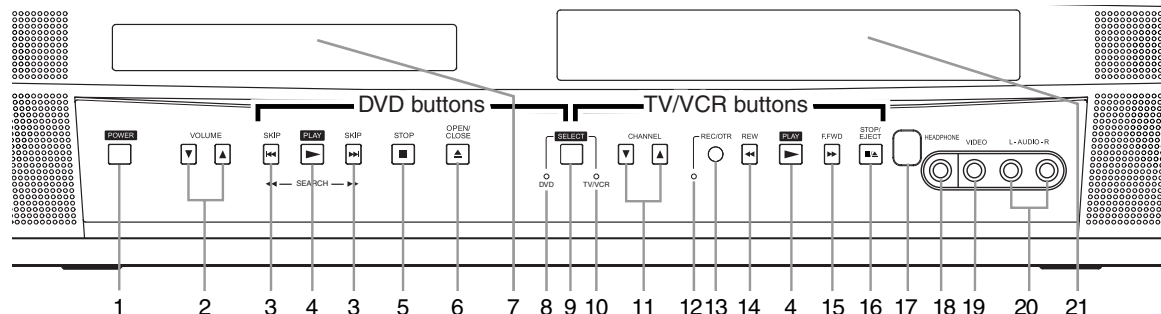 DVD buttons TV/VCR buttons
POWER VOLUME SKIP PLAY SKIP STOP OPEN/
CLOSE SELECT CHANNEL REC/OTR REW PLAY F.FWD STOP/
EJECT HEADPHONE VIDEO L - AUDIO - R
SEARCH DVD TV/VCR
1 2 3 4 3 5 6 7 8 9 10 11 12 13 14 4 15 16 17 18 19 20 21